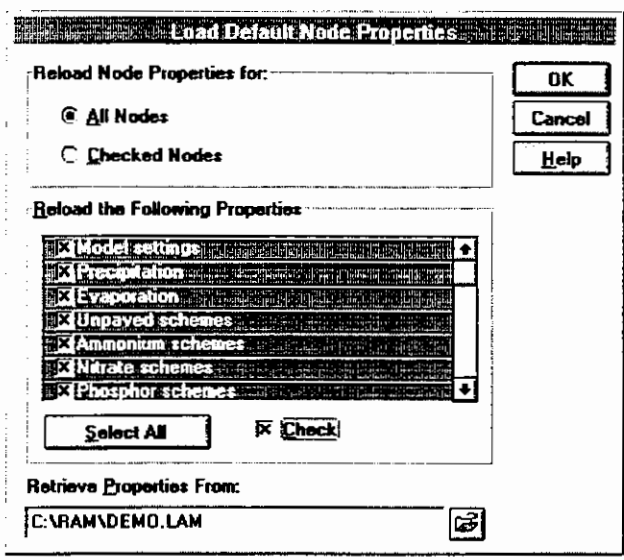 Load Default Node Properties
Reload Node Properties for:
All Nodes
Checked Nodes
OK
Cancel
Help
Reload the Following Properties
Model settings
Precipitation
Evaporation
Unpaved schemes
Ammonium schemes
Nitrate schemes
Phosphor schemes
Select All
Check
Retrieve Properties From:
C:\RAM\DEMO.LAM